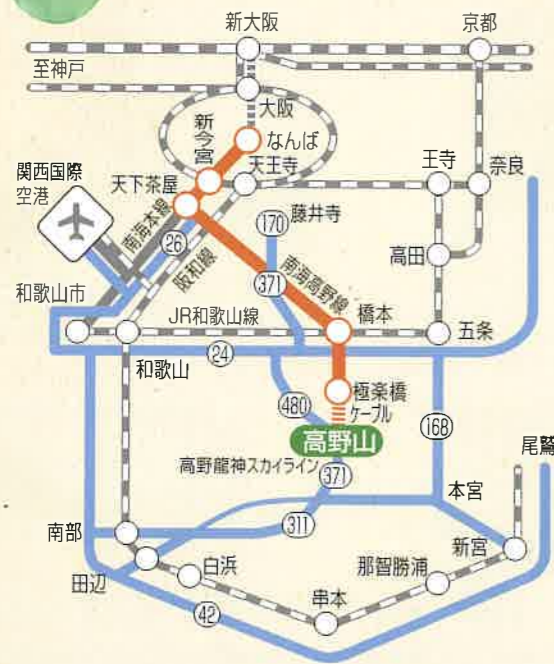 新大阪
京都
至神戸
大阪
新今宮
なんば
関西国際
空港
天下茶屋
天王寺
王寺
奈良
南海本線
26
阪和線
170
藤井寺
高田
371
南海高野線
和歌山市
JR和歌山線
橋本
五条
24
和歌山
極楽橋
ケーブル
480
168
高野山
尾鷲
高野龍神スカイライン
371
本宮
311
南部
新宮
田辺
白浜
那智勝浦
串本
42